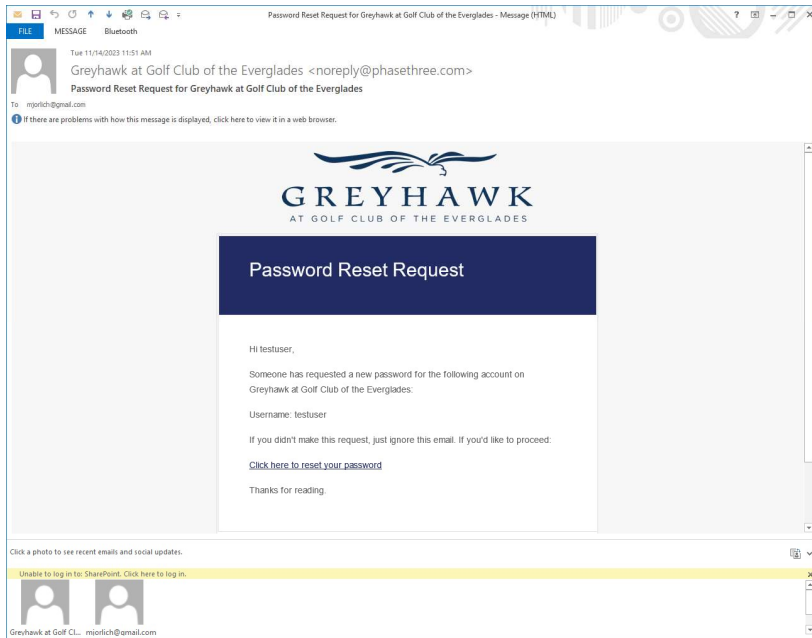 Password Reset Request for Greyhawk at Golf Club of the Everglades - Message (HTML)
FILE MESSAGE Bluetooth
Tue 11/14/2023 11:51 AM
Greyhawk at Golf Club of the Everglades <noreply@phasethree.com>
Password Reset Request for Greyhawk at Golf Club of the Everglades
To mjorlich@gmail.com
If there are problems with how this message is displayed, click here to view it in a web browser.
GREYHAWK
AT GOLF CLUB OF THE EVERGLADES
Password Reset Request
Hi testuser,
Someone has requested a new password for the following account on
Greyhawk at Golf Club of the Everglades:
Username: testuser
If you didn't make this request, just ignore this email. If you'd like to proceed:
Click here to reset your password
Thanks for reading.
Click a photo to see recent emails and social updates.
Unable to log in to: SharePoint. Click here to log in.
Greyhawk at Golf Cl... mjorlich@gmail.com